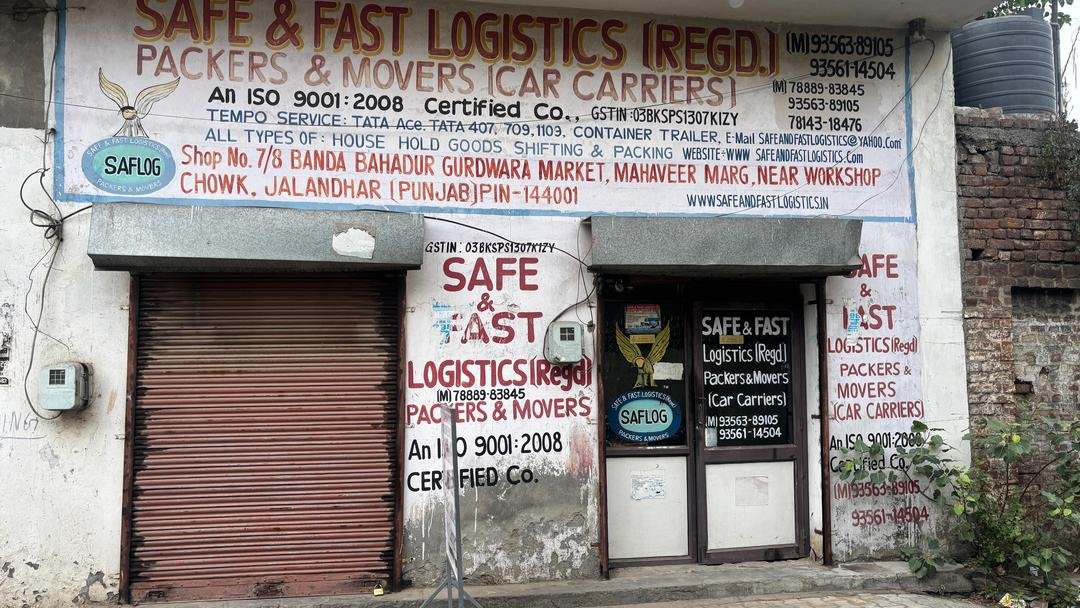 SAFE & FAST LOGISTICS (REGD.)
(M) 93563-89105
93561-14504
PACKERS & MOVERS (CAR CARRIERS)
(M) 78889-83845
93563-89105
78143-18476
An ISO 9001:2008 Certified Co., GSTIN:03BKSPS1307K1ZY
TEMPO SERVICE: TATA Ace. TATA 407, 709, 1109, CONTAINER TRAILER, E-Mail SAFEANDFASTLOGISTICS@YAHOO.Com
ALL TYPES OF: HOUSE HOLD GOODS SHIFTING & PACKING WEBSITE-WWW SAFEANDFASTLOGISTICS.Com
SAFE & FAST LOGISTICS
SAFLOG
PACKERS & MOVERS
Shop No. 7/8 BANDA BAHADUR GURDWARA MARKET, MAHAVEER MARG, NEAR WORKSHOP
CHOWK, JALANDHAR (PUNJAB) PIN-144001
WWW.SAFEANDFASTLOGISTICS.IN
GSTIN: 03BKSPS1307K1ZY
SAFE
&
FAST
LOGISTICS (Regd)
(M) 78889-83845
PACKERS & MOVERS
An ISO 9001:2008
CERTIFIED Co.
SAFE & FAST LOGISTICS (Regd)
SAFLOG
PACKERS & MOVERS
SAFE & FAST
Logistics (Regd)
Packers & Movers
(Car Carriers)
(M) 93563-89105
93561-14504
SAFE
&
FAST
LOGISTICS (Regd)
PACKERS &
MOVERS
(CAR CARRIERS)
An ISO 9001:2008
Certified Co.
(M) 93563-89105
93561-14504